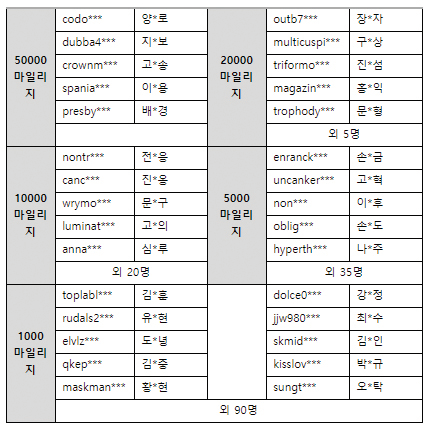 50000 마일리지
codo*** 양*로
dubba4*** 지*보
crownm*** 고*송
spania*** 이*용
presby*** 배*경
20000 마일리지
outb7*** 장*자
multicuspi*** 구*상
triformo*** 진*섬
magazin*** 홍*익
trophody*** 문*형
외 5명
10000 마일리지
nontr*** 전*응
canc*** 진*웅
wrymo*** 문*구
luminat*** 고*의
anna*** 심*루
외 20명
5000 마일리지
enranck*** 손*금
uncanker*** 고*혁
non*** 이*후
oblig*** 손*도
hyperth*** 나*주
외 35명
1000 마일리지
toplabl*** 김*훈
rudals2*** 유*현
elvlz*** 도*녕
qkep*** 김*중
maskman*** 황*현
dolce0*** 강*정
jjw980*** 최*수
skmid*** 김*인
kisslov*** 박*규
sungt*** 오*탁
외 90명